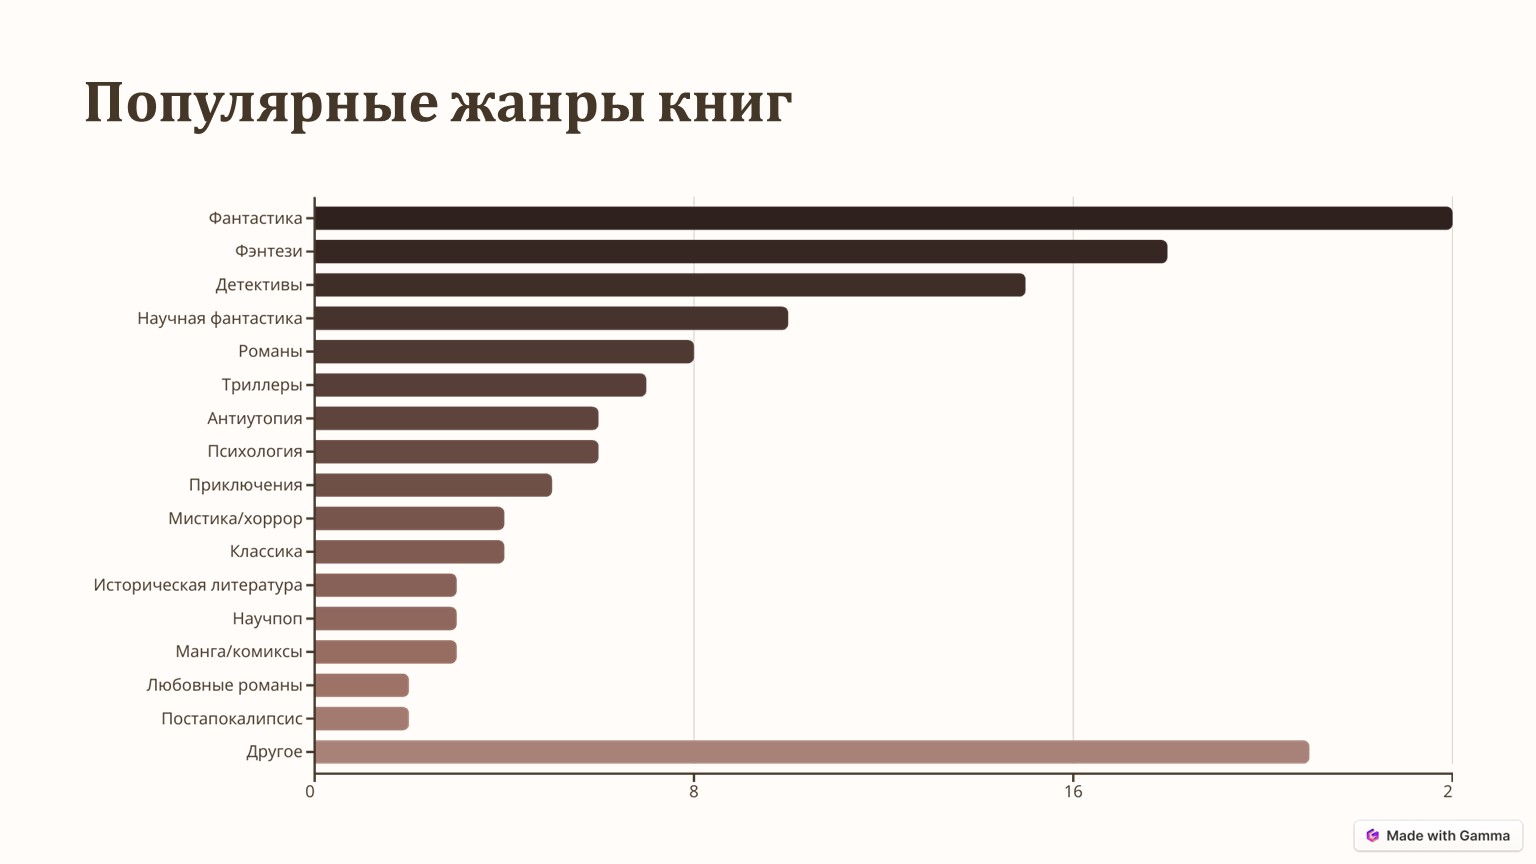 Популярные жанры книг
Фантастика
Фэнтези
Детективы
Научная фантастика
Романы
Триллеры
Антиутопия
Психология
Приключения
Мистика/хоррор
Классика
Историческая литература
Научпоп
Манга/комиксы
Любовные романы
Постапокалипсис
Другое
0 8 16 2
Made with Gamma